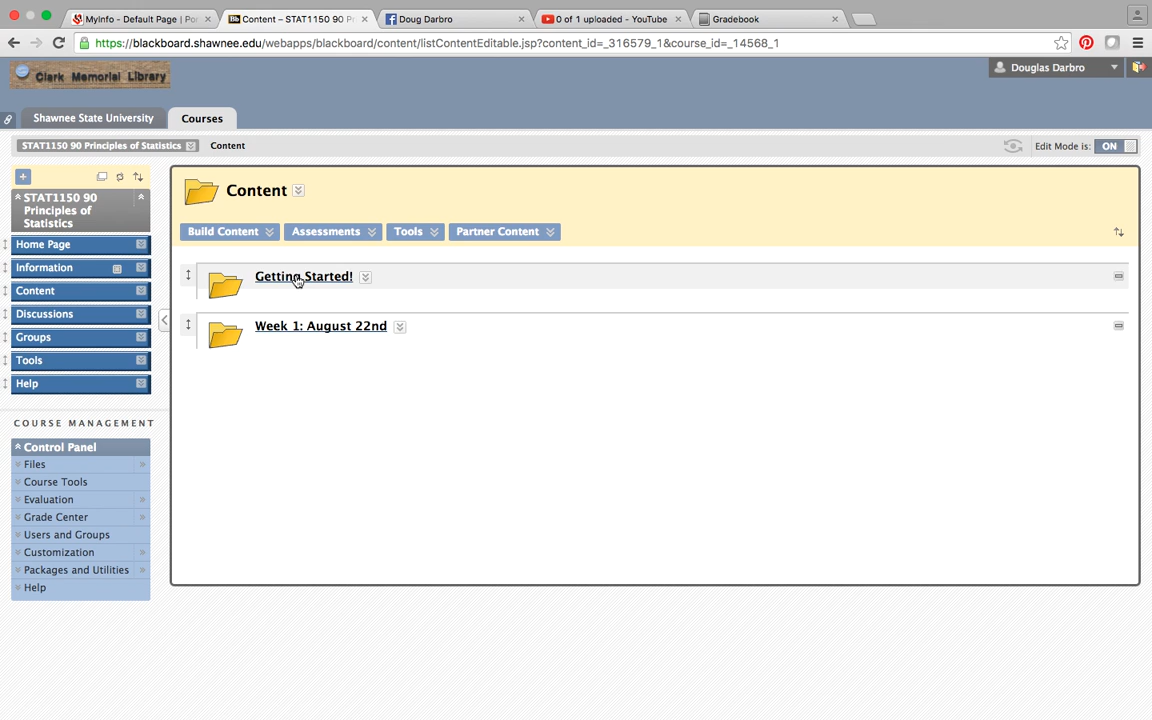 MyInfo - Default Page | Po
Content – STAT1150 90 Pr
Doug Darbro
0 of 1 uploaded - YouTube
Gradebook
https://blackboard.shawnee.edu/webapps/blackboard/content/listContentEditable.jsp?content_id=_316579_1&course_id=_14568_1
Clark Memorial Library
Douglas Darbro
Shawnee State University
Courses
STAT1150 90 Principles of Statistics
Content
Edit Mode is:
ON
STAT1150 90
Principles of
Statistics
Home Page
Information
Content
Discussions
Groups
Tools
Help
COURSE MANAGEMENT
Control Panel
Files
Course Tools
Evaluation
Grade Center
Users and Groups
Customization
Packages and Utilities
Help
Content
Build Content
Assessments
Tools
Partner Content
Getting Started!
Week 1: August 22nd